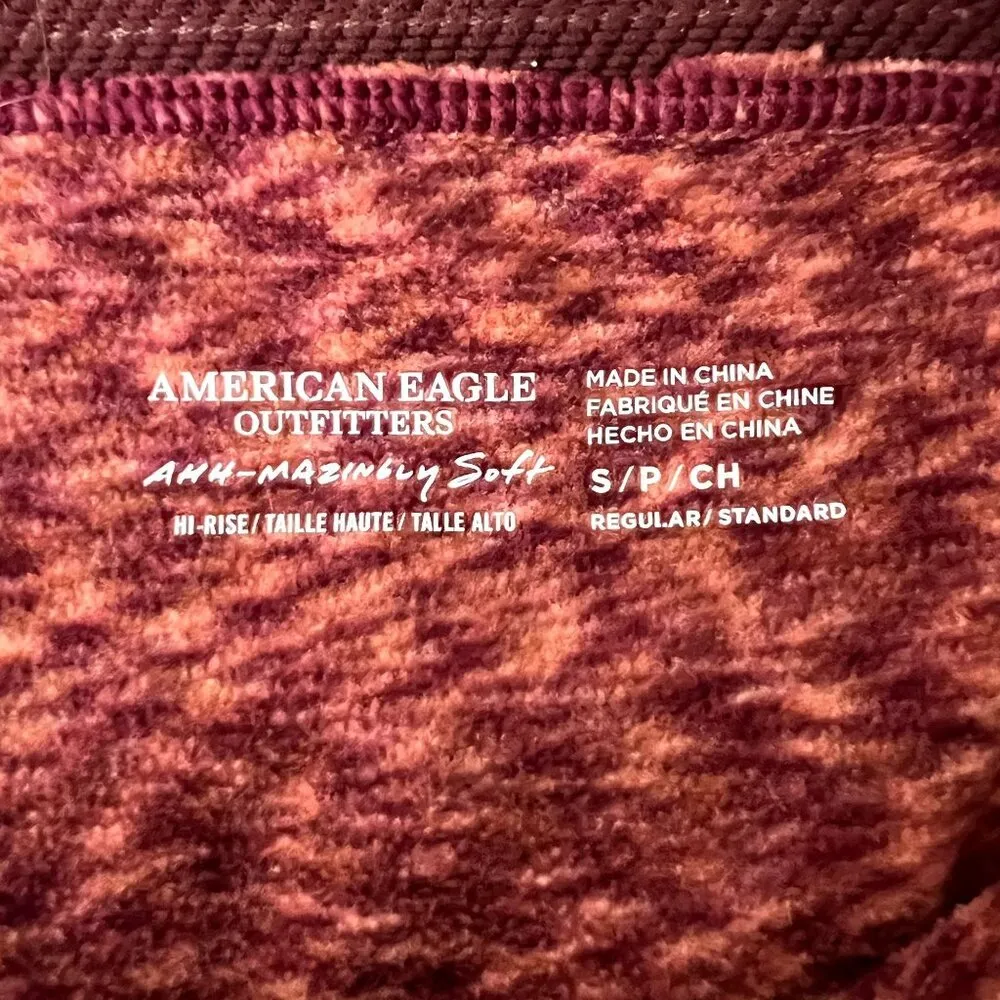 AMERICAN EAGLE
OUTFITTERS
AHH-MAZINGLY Soft
HI-RISE/TAILLE HAUTE/TALLE ALTO
MADE IN CHINA
FABRIQUÉ EN CHINE
HECHO EN CHINA
S/P/CH
REGULAR/STANDARD